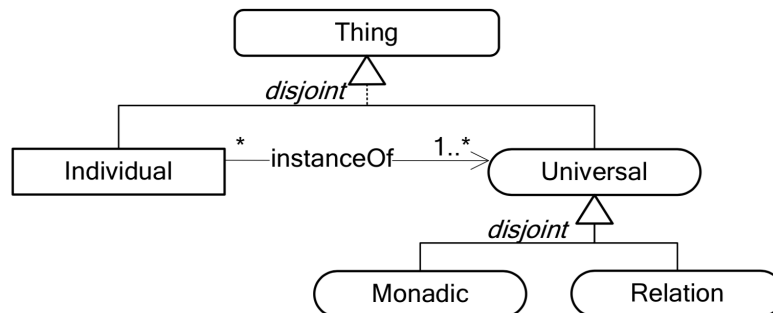 Thing
disjoint
* 1..*
Individual instanceOf Universal
disjoint
Monadic Relation